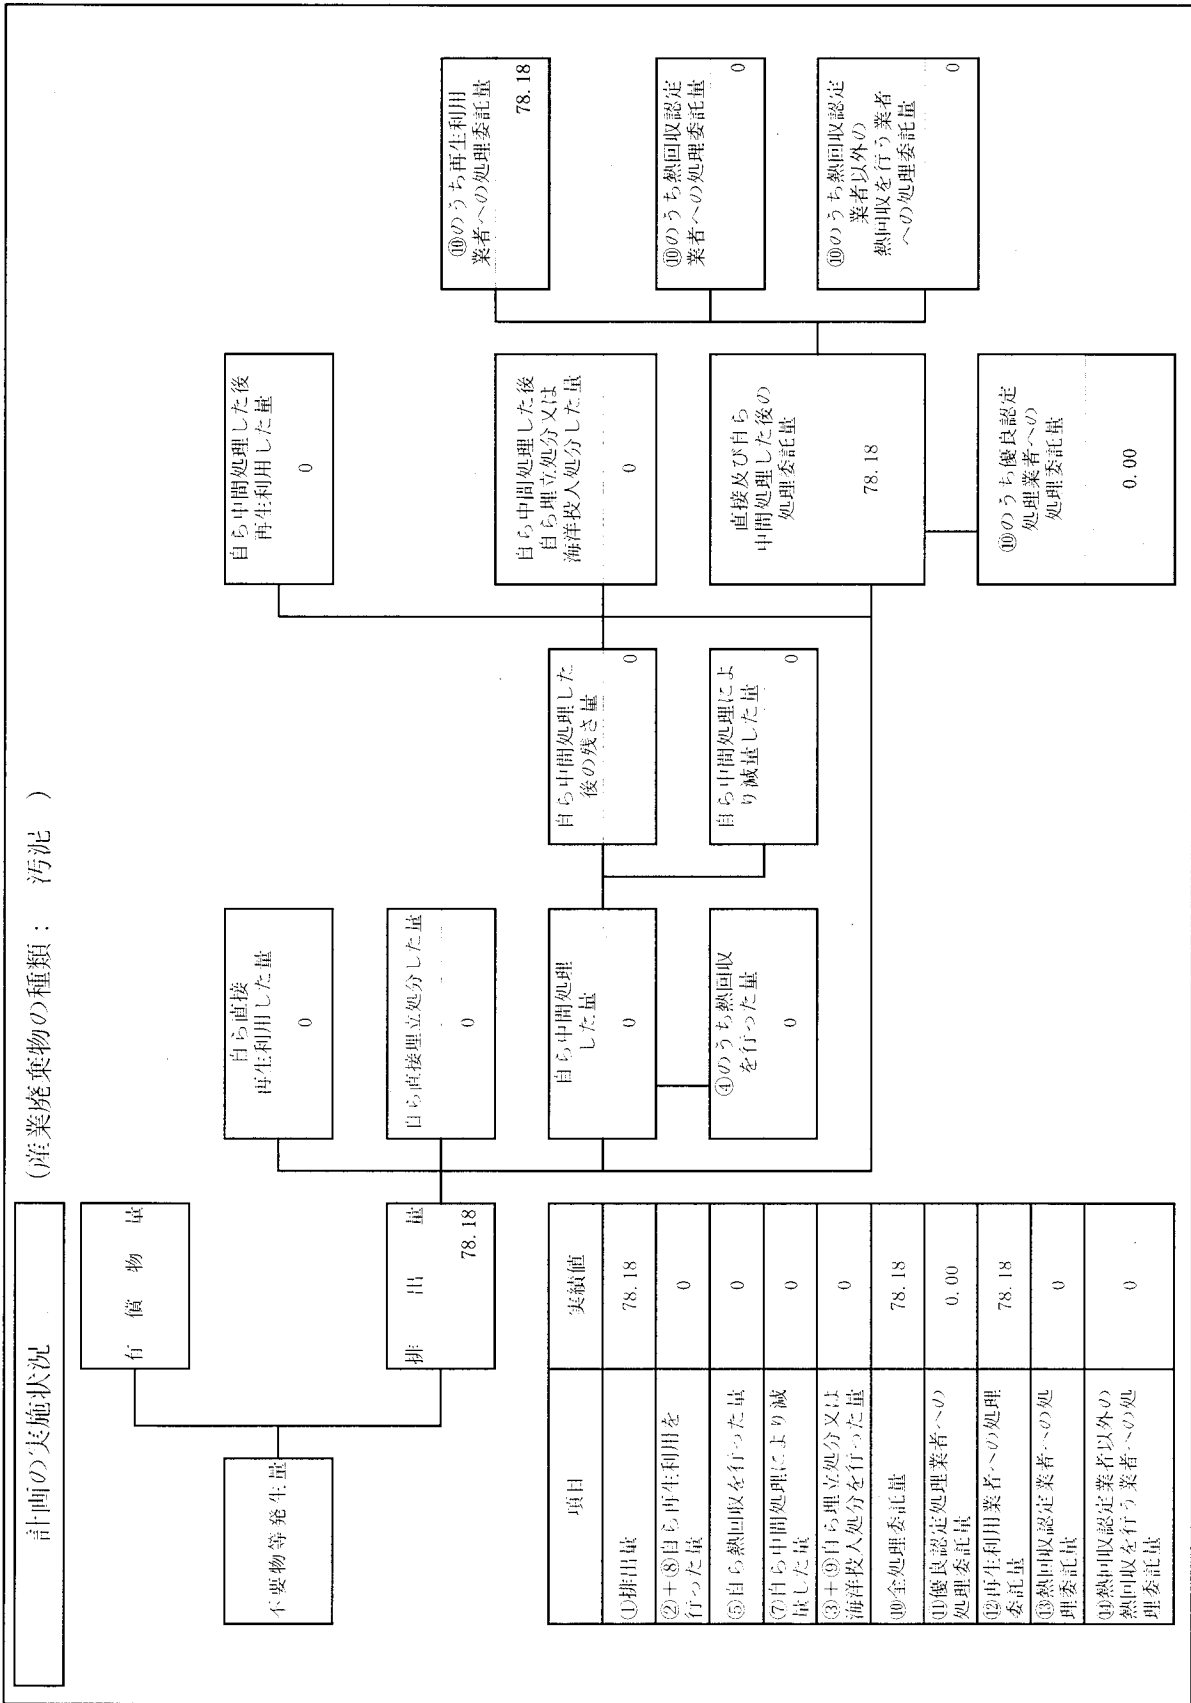 計画の実施状況
(産業廃棄物の種類： 汚泥 )
不要物等発生量
有償物量
排出量
78.18
自ら直接
再生利用した量
0
自ら直接埋立処分した量
0
自ら中間処理
した量
0
④のうち熱回収
を行った量
0
自ら中間処理した
後の残さ量
0
自ら中間処理によ
り減量した量
0
自ら中間処理した後
再生利用した量
0
自ら中間処理した後
自ら埋立処分又は
海洋投入処分した量
0
直接及び自ら
中間処理した後の
処理委託量
78.18
⑩のうち優良認定
処理業者への
処理委託量
0.00
⑩のうち再生利用
業者への処理委託量
78.18
⑩のうち熱回収認定
業者への処理委託量
0
⑩のうち熱回収認定
業者以外の
熱回収を行う業者
への処理委託量
0
項目 実績値
①排出量 78.18
②+⑧自ら再生利用を
行った量 0
⑤自ら熱回収を行った量 0
⑦自ら中間処理により減
量した量 0
③+⑨自ら埋立処分又は
海洋投入処分を行った量 0
⑩全処理委託量 78.18
⑪優良認定処理業者への
処理委託量 0.00
⑫再生利用業者への処理
委託量 78.18
⑬熱回収認定業者への処
理委託量 0
⑭熱回収認定業者以外の
熱回収を行う業者への処
理委託量 0